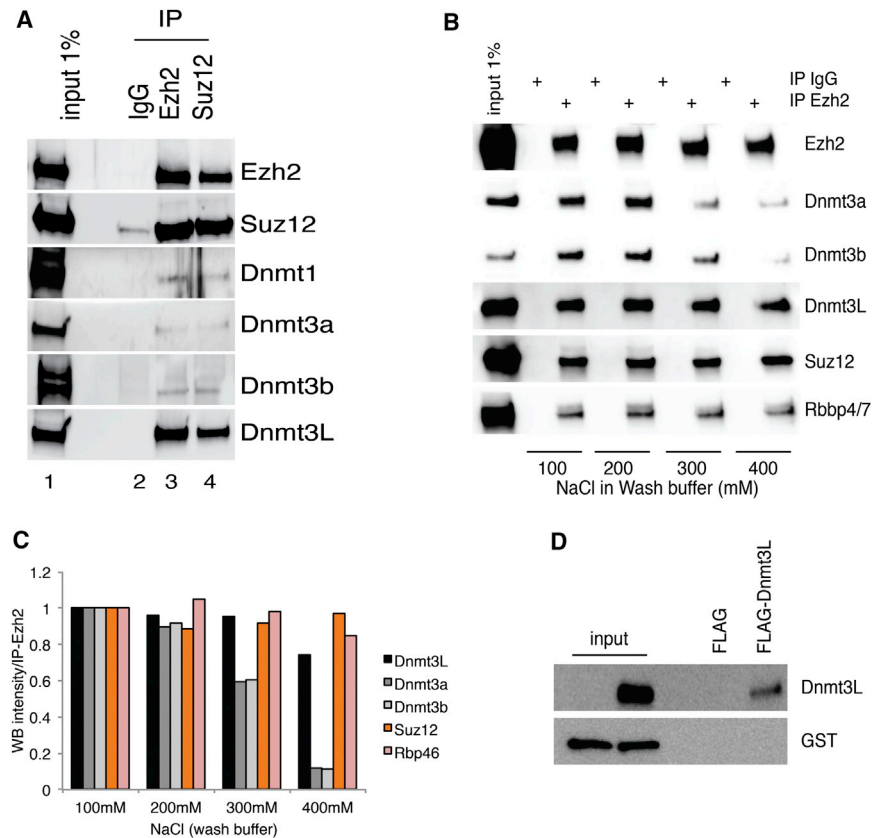 A
IP
input 1%
IgG
Ezh2
Suz12
Ezh2
Suz12
Dnmt1
Dnmt3a
Dnmt3b
Dnmt3L
1 2 3 4
B
input 1%
+ + + + IP IgG
+ + + + IP Ezh2
Ezh2
Dnmt3a
Dnmt3b
Dnmt3L
Suz12
Rbbp4/7
100 200 300 400
NaCl in Wash buffer (mM)
C
WB intensity/IP-Ezh2
1.2
1
0.8
0.6
0.4
0.2
0
100mM 200mM 300mM 400mM
NaCl (wash buffer)
Dnmt3L
Dnmt3a
Dnmt3b
Suz12
Rbp46
D
input
FLAG
FLAG-Dnmt3L
Dnmt3L
GST